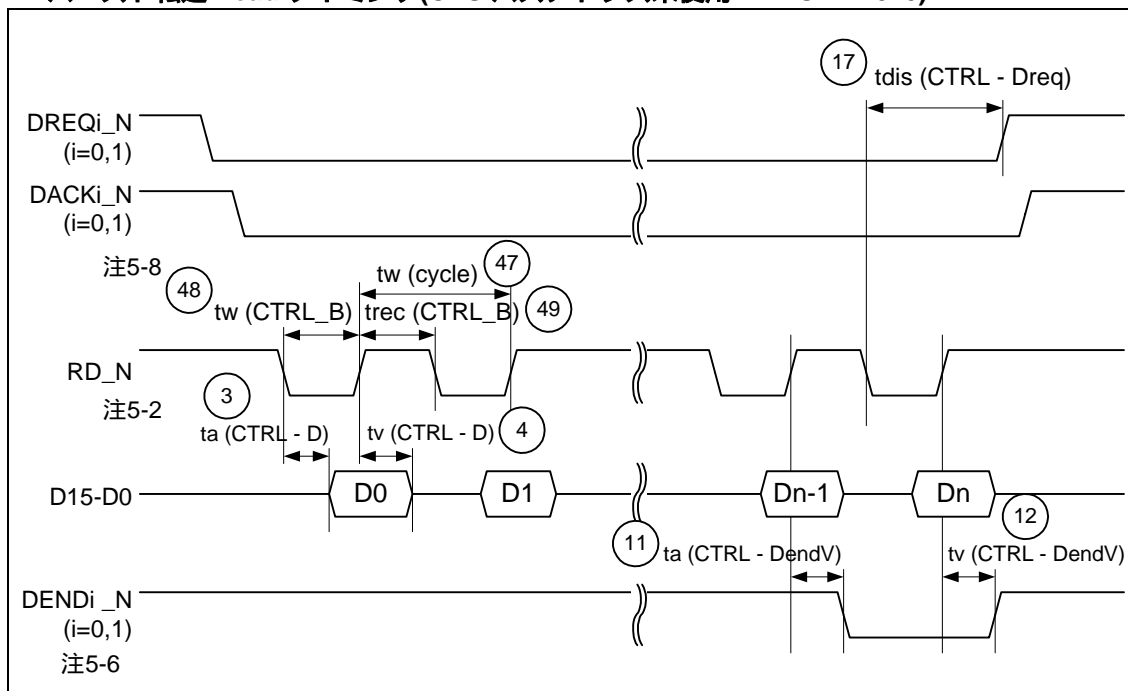 17
tdis (CTRL - Dreq)
DREQi_N
(i=0,1)
DACKi_N
(i=0,1)
注5-8
48
tw (CTRL_B)
tw (cycle)
47
trec (CTRL_B)
49
RD_N
注5-2
3
ta (CTRL - D)
tv (CTRL - D)
4
D15-D0
D0
D1
Dn-1
Dn
11
ta (CTRL - DendV)
12
tv (CTRL - DendV)
DENDi _N
(i=0,1)
注5-6